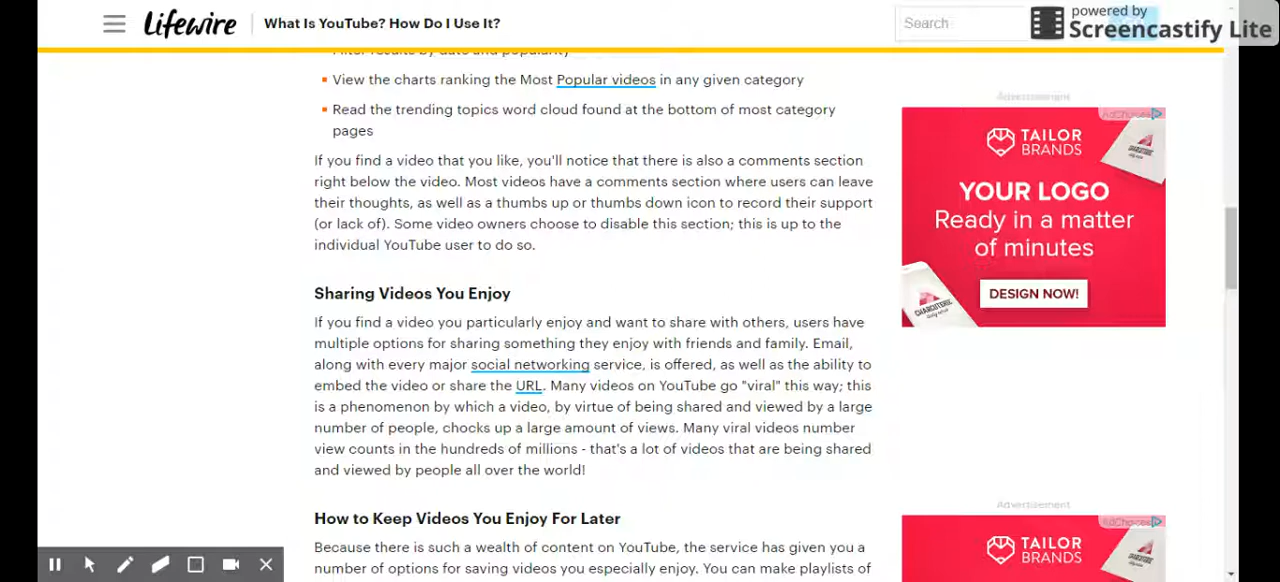 Lifewire
What Is YouTube? How Do I Use It?
Search
powered by
Screencastify Lite
Filter results by date and popularity
View the charts ranking the Most Popular videos in any given category
Read the trending topics word cloud found at the bottom of most category
pages
If you find a video that you like, you'll notice that there is also a comments section
right below the video. Most videos have a comments section where users can leave
their thoughts, as well as a thumbs up or thumbs down icon to record their support
(or lack of). Some video owners choose to disable this section; this is up to the
individual YouTube user to do so.
Sharing Videos You Enjoy
If you find a video you particularly enjoy and want to share with others, users have
multiple options for sharing something they enjoy with friends and family. Email,
along with every major social networking service, is offered, as well as the ability to
embed the video or share the URL. Many videos on YouTube go "viral" this way; this
is a phenomenon by which a video, by virtue of being shared and viewed by a large
number of people, chocks up a large amount of views. Many viral videos number
view counts in the hundreds of millions - that's a lot of videos that are being shared
and viewed by people all over the world!
How to Keep Videos You Enjoy For Later
Because there is such a wealth of content on YouTube, the service has given you a
number of options for saving videos you especially enjoy. You can make playlists of
Advertisement
AdChoices
TAILOR
BRANDS
YOUR LOGO
Ready in a matter
of minutes
DESIGN NOW!
CHARCUTERIE
Advertisement
AdChoices
TAILOR
BRANDS